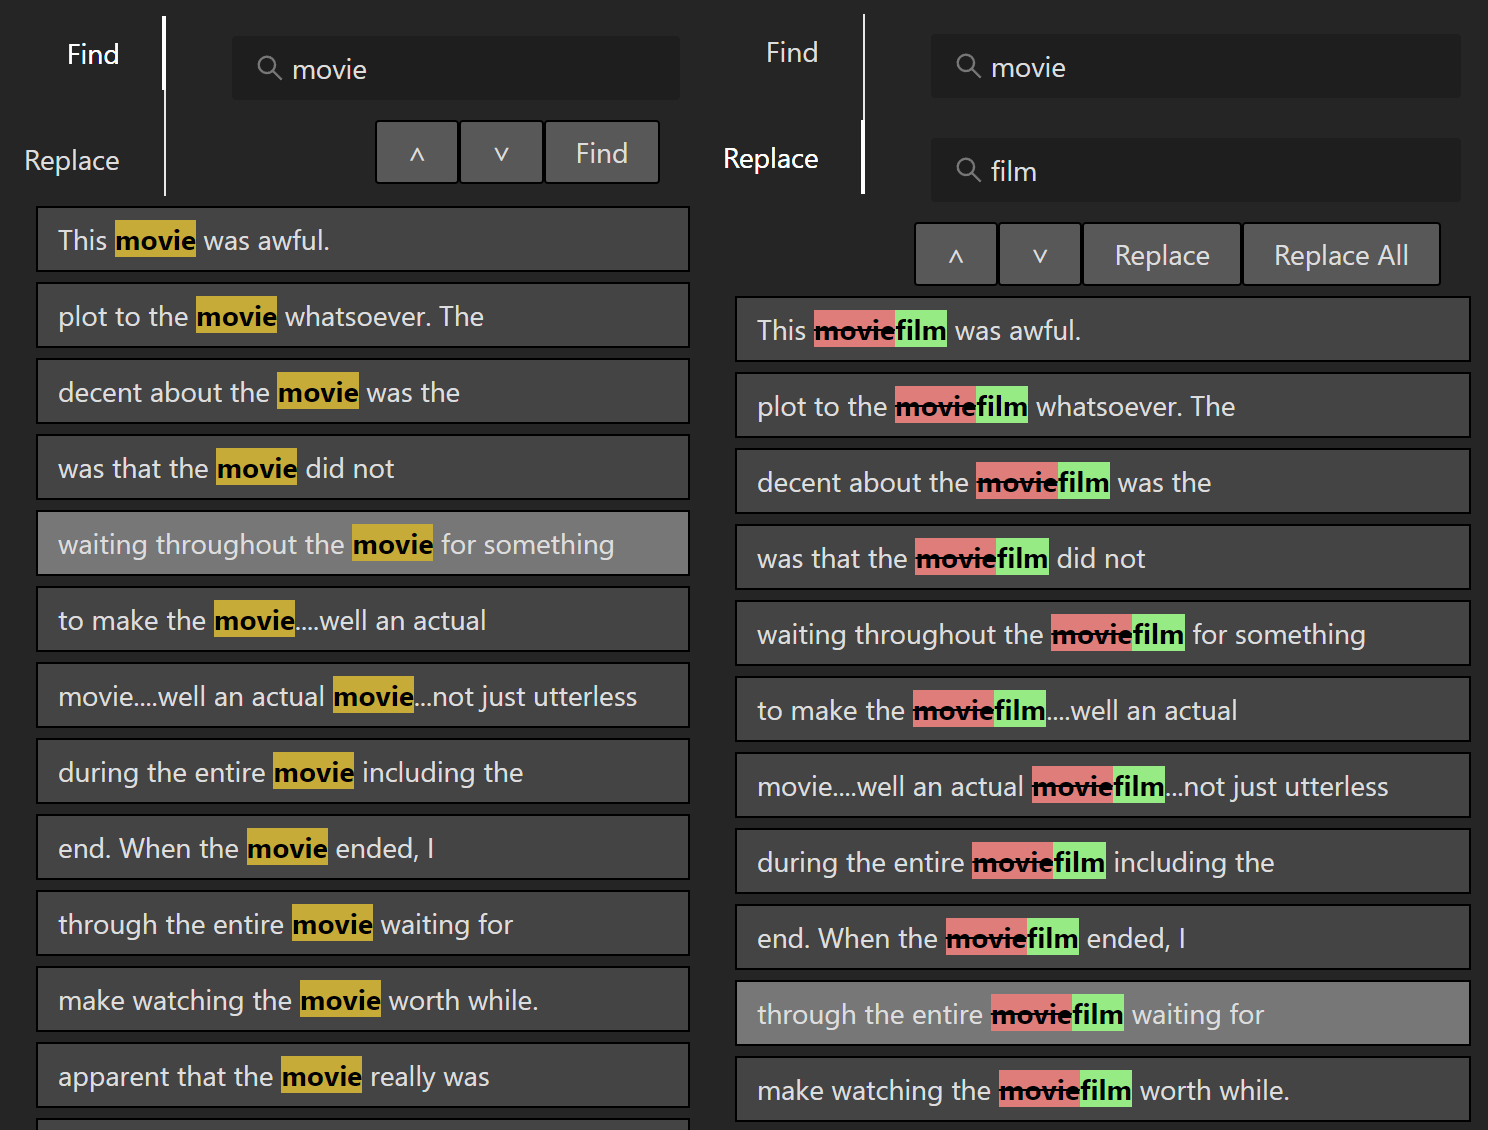 Find
movie
Replace
˄
˅
Find
This movie was awful.
plot to the movie whatsoever. The
decent about the movie was the
was that the movie did not
waiting throughout the movie for something
to make the movie....well an actual
movie....well an actual movie...not just utterless
during the entire movie including the
end. When the movie ended, I
through the entire movie waiting for
make watching the movie worth while.
apparent that the movie really was
Find
movie
Replace
film
˄
˅
Replace
Replace All
This moviefilm was awful.
plot to the moviefilm whatsoever. The
decent about the moviefilm was the
was that the moviefilm did not
waiting throughout the moviefilm for something
to make the moviefilm....well an actual
movie....well an actual moviefilm...not just utterless
during the entire moviefilm including the
end. When the moviefilm ended, I
through the entire moviefilm waiting for
make watching the moviefilm worth while.